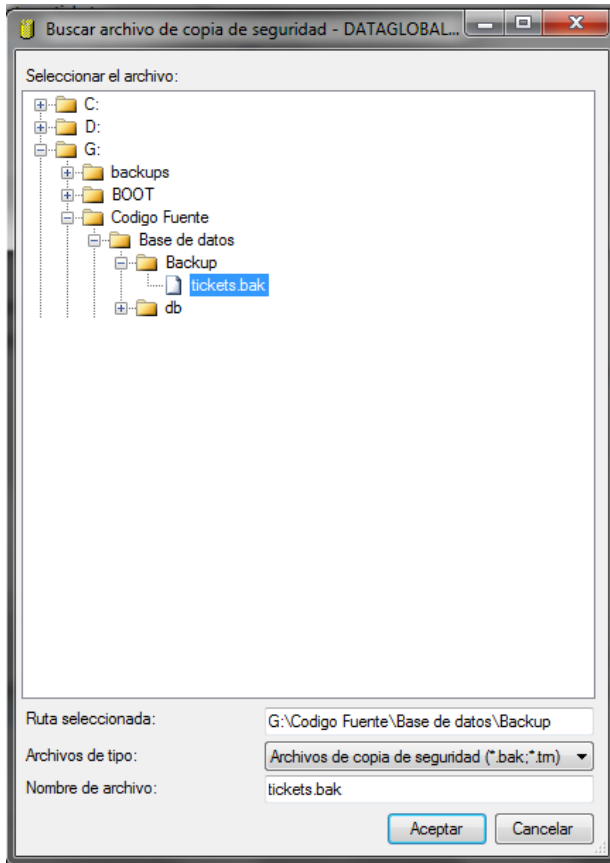 Buscar archivo de copia de seguridad - DATAGLOBAL...
Seleccionar el archivo:
C:
D:
G:
backups
BOOT
Codigo Fuente
Base de datos
Backup
tickets.bak
db
Ruta seleccionada:
G:\Codigo Fuente\Base de datos\Backup
Archivos de tipo:
Archivos de copia de seguridad (*.bak;*.trn)
Nombre de archivo:
tickets.bak
Aceptar
Cancelar